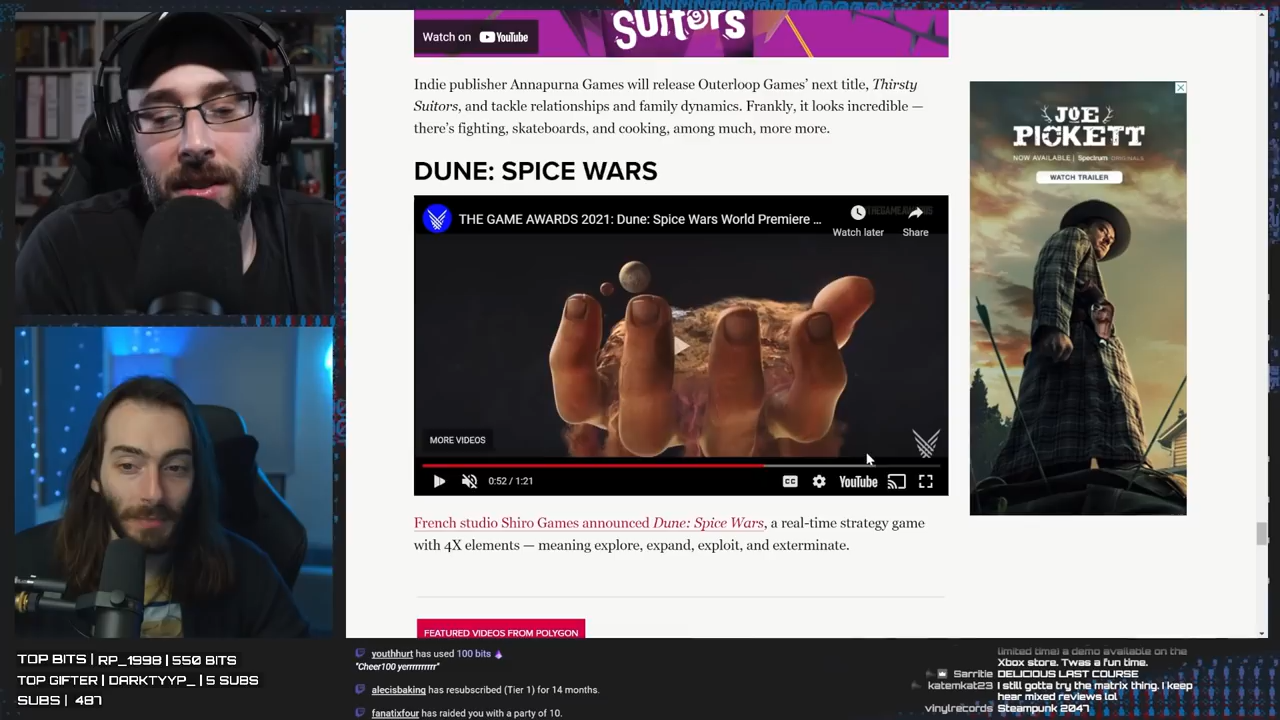 Suitors
Watch on YouTube
Indie publisher Annapurna Games will release Outerloop Games' next title, Thirsty
Suitors, and tackle relationships and family dynamics. Frankly, it looks incredible —
there's fighting, skateboards, and cooking, among much, more more.
DUNE: SPICE WARS
THE GAME AWARDS 2021: Dune: Spice Wars World Premiere ...
Watch later
Share
MORE VIDEOS
0:52 / 1:21
CC
YouTube
French studio Shiro Games announced Dune: Spice Wars, a real-time strategy game
with 4X elements — meaning explore, expand, exploit, and exterminate.
FEATURED VIDEOS FROM POLYGON
JOE
PICKETT
NOW AVAILABLE | Spectrum ORIGINALS
WATCH TRAILER
TOP BITS | RP_1998 | 550 BITS
TOP GIFTER | DARKTYYP_ | 5 SUBS
SUBS | 487
youthhurt has used 100 bits
"Cheer100 yerrrrrrrrrr"
alecisbaking has resubscribed (Tier 1) for 14 months.
fanatixfour has raided you with a party of 10.
limited time) a demo available on the
Xbox store. Twas a fun time.
Sarritie DELICIOUS LAST COURSE
katemkat23 I still gotta try the matrix thing. I keep
hear mixed reviews lol
vinylrecords Steampunk 2047